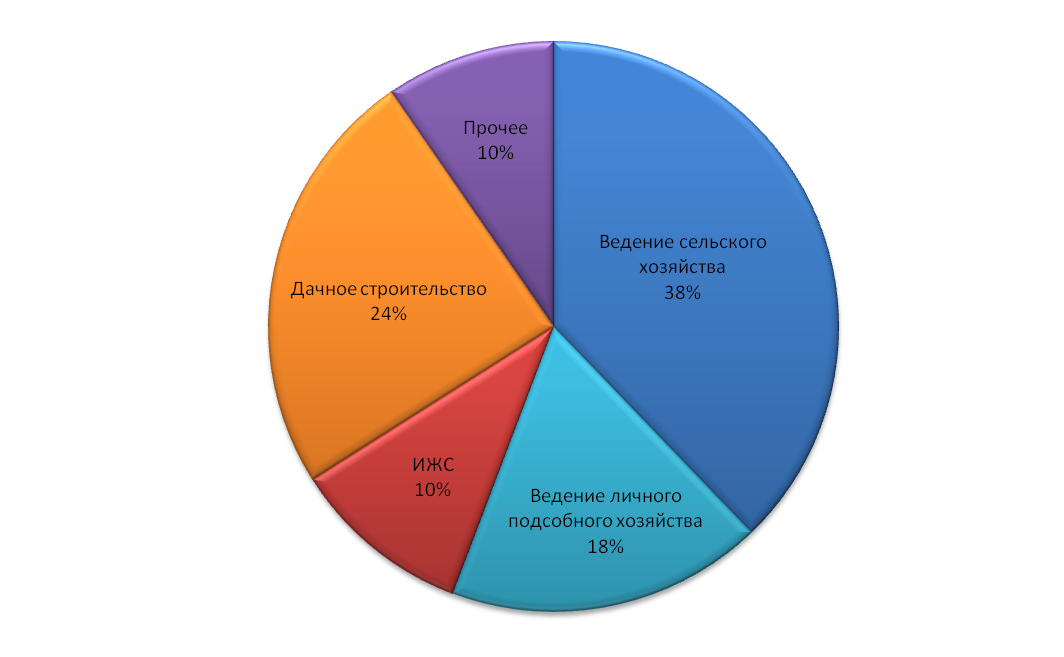 Прочее
10%
Ведение сельского
хозяйства
38%
Дачное строительство
24%
ИЖС
10%
Ведение личного
подсобного хозяйства
18%